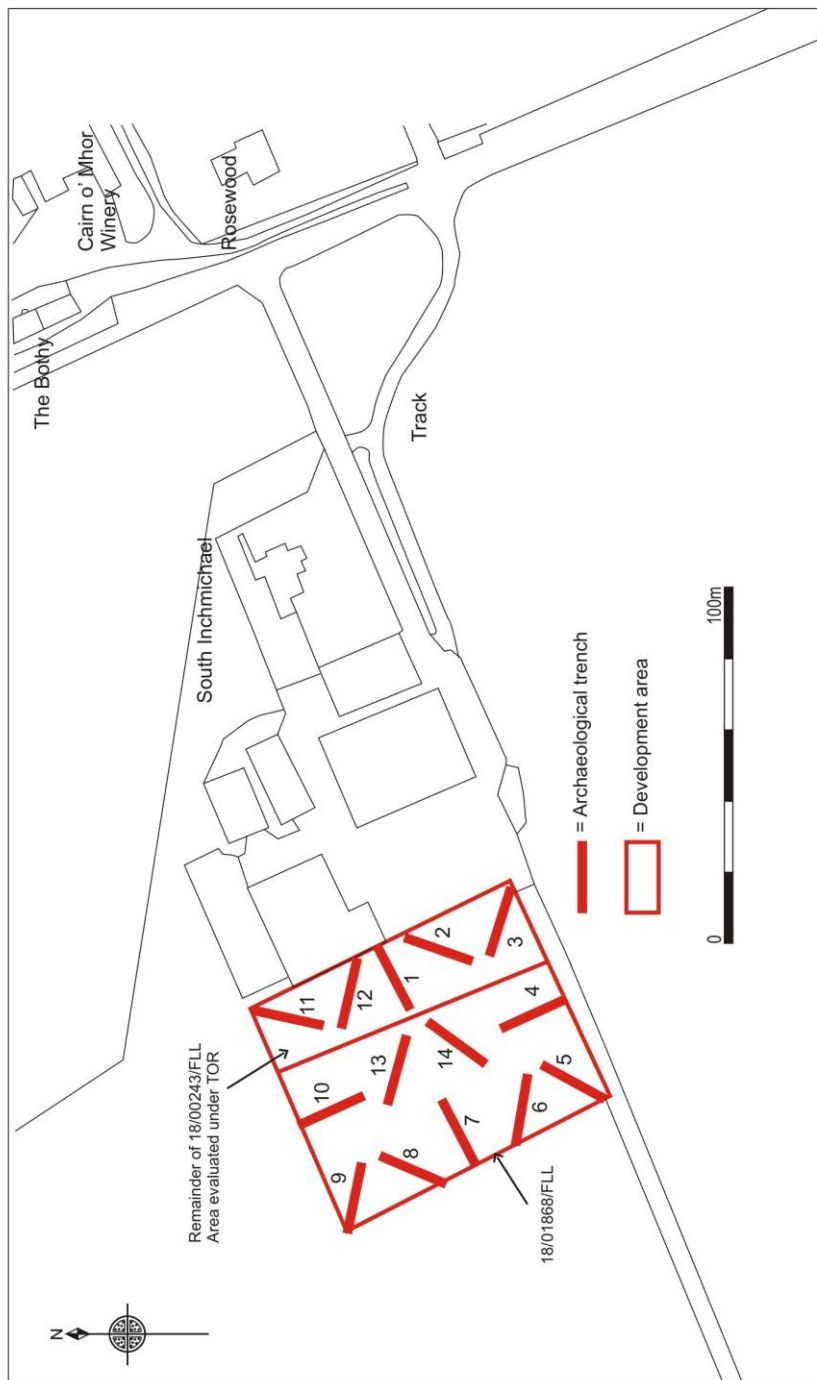 N
The Bothy
Cairn o' Mhor
Winery
Rosewood
South Inchmichael
Track
Remainder of 18/00243/FLL
Area evaluated under TOR
18/01868/FLL
1
2
3
4
5
6
7
8
9
10
11
12
13
14
= Archaeological trench
= Development area
0
100m